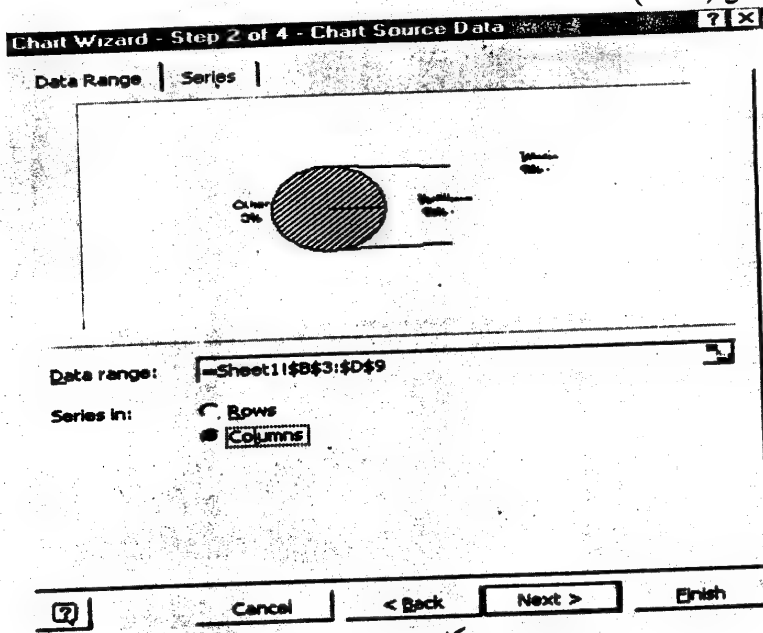 Chart Wizard - Step 2 of 4 - Chart Source Data ? ×
Data Range Series
Other
0%
Data range: =Sheet1!$B$3:$D$9
Series in: Rows
Columns
? Cancel < Back Next > Finish